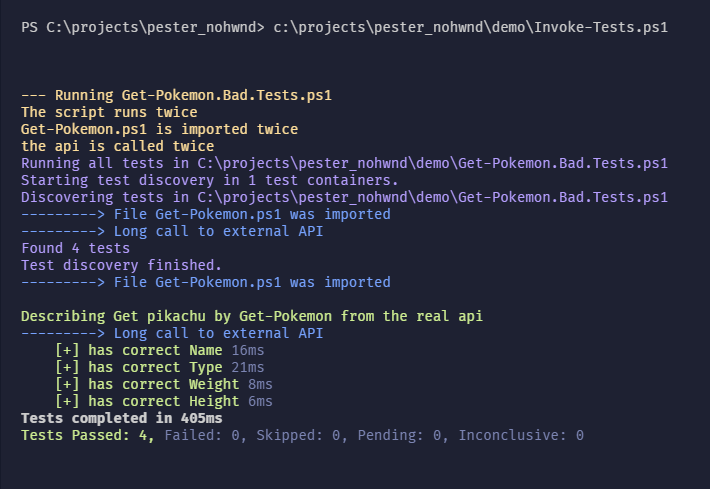 PS C:\projects\pester_nohwnd> c:\projects\pester_nohwnd\demo\Invoke-Tests.ps1
--- Running Get-Pokemon.Bad.Tests.ps1
The script runs twice
Get-Pokemon.ps1 is imported twice
the api is called twice
Running all tests in C:\projects\pester_nohwnd\demo\Get-Pokemon.Bad.Tests.ps1
Starting test discovery in 1 test containers.
Discovering tests in C:\projects\pester_nohwnd\demo\Get-Pokemon.Bad.Tests.ps1
---------> File Get-Pokemon.ps1 was imported
---------> Long call to external API
Found 4 tests
Test discovery finished.
---------> File Get-Pokemon.ps1 was imported
Describing Get pikachu by Get-Pokemon from the real api
---------> Long call to external API
[+] has correct Name 16ms
[+] has correct Type 21ms
[+] has correct Weight 8ms
[+] has correct Height 6ms
Tests completed in 405ms
Tests Passed: 4, Failed: 0, Skipped: 0, Pending: 0, Inconclusive: 0